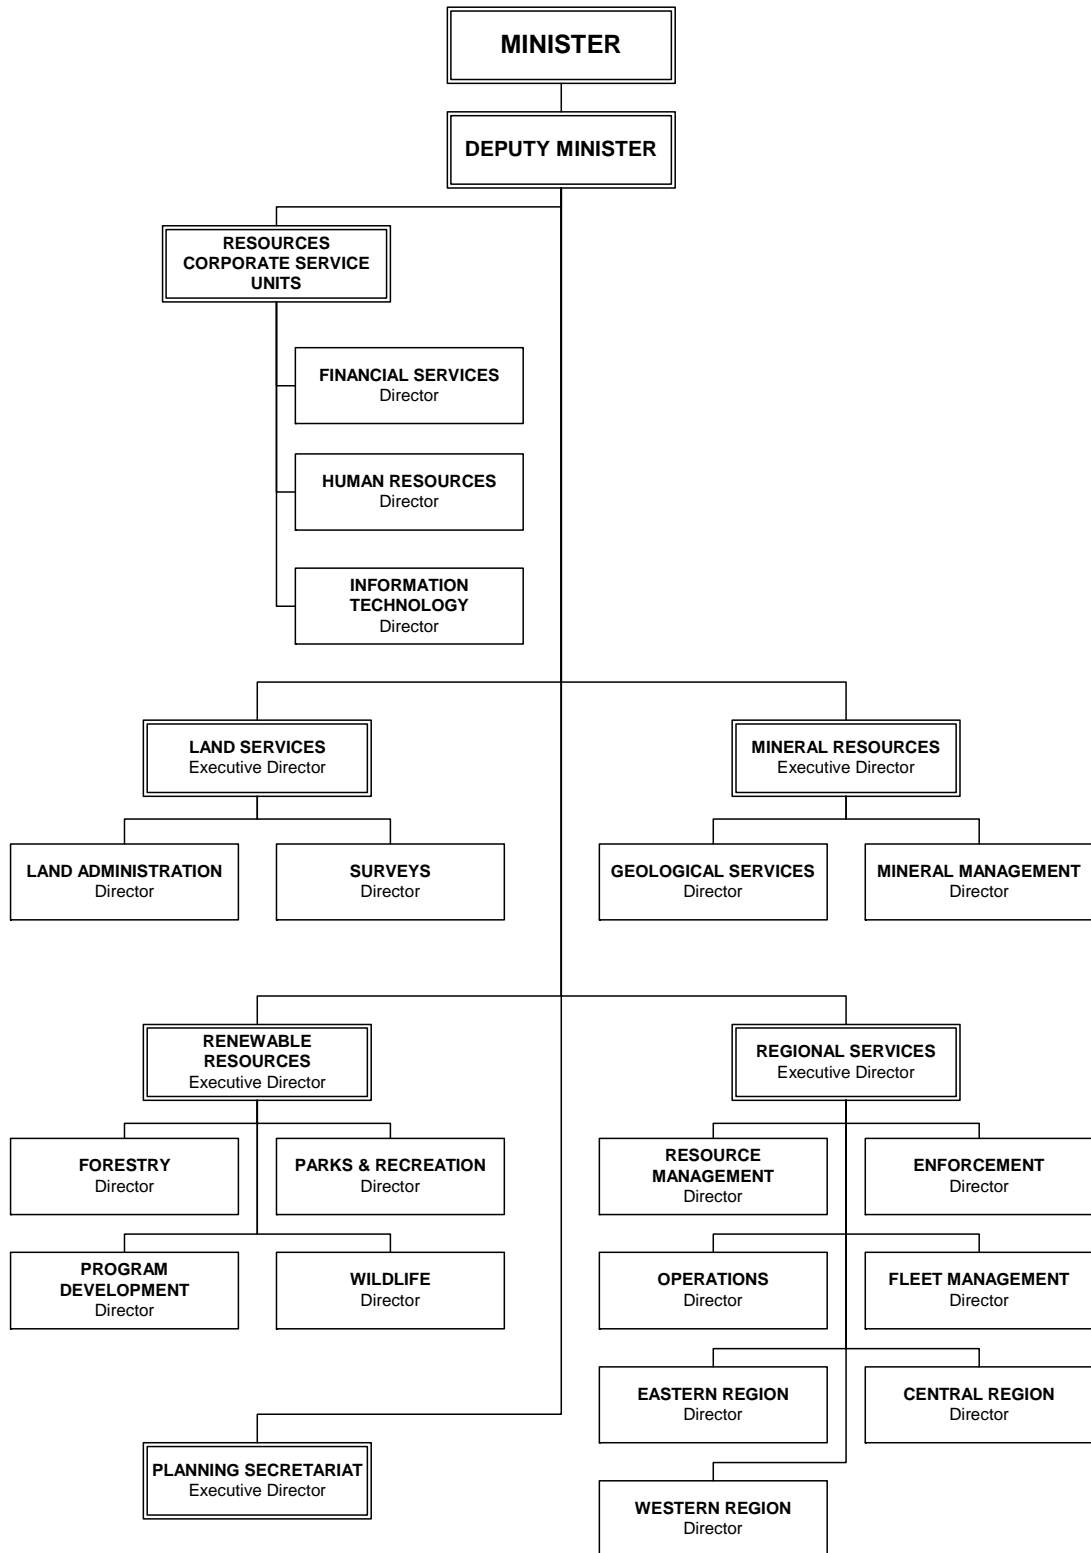 MINISTER
DEPUTY MINISTER
RESOURCES
CORPORATE SERVICE
UNITS
FINANCIAL SERVICES
Director
HUMAN RESOURCES
Director
INFORMATION
TECHNOLOGY
Director
LAND SERVICES
Executive Director
MINERAL RESOURCES
Executive Director
LAND ADMINISTRATION
Director
SURVEYS
Director
GEOLOGICAL SERVICES
Director
MINERAL MANAGEMENT
Director
RENEWABLE
RESOURCES
Executive Director
REGIONAL SERVICES
Executive Director
FORESTRY
Director
PARKS & RECREATION
Director
RESOURCE
MANAGEMENT
Director
ENFORCEMENT
Director
PROGRAM
DEVELOPMENT
Director
WILDLIFE
Director
OPERATIONS
Director
FLEET MANAGEMENT
Director
EASTERN REGION
Director
CENTRAL REGION
Director
PLANNING SECRETARIAT
Executive Director
WESTERN REGION
Director